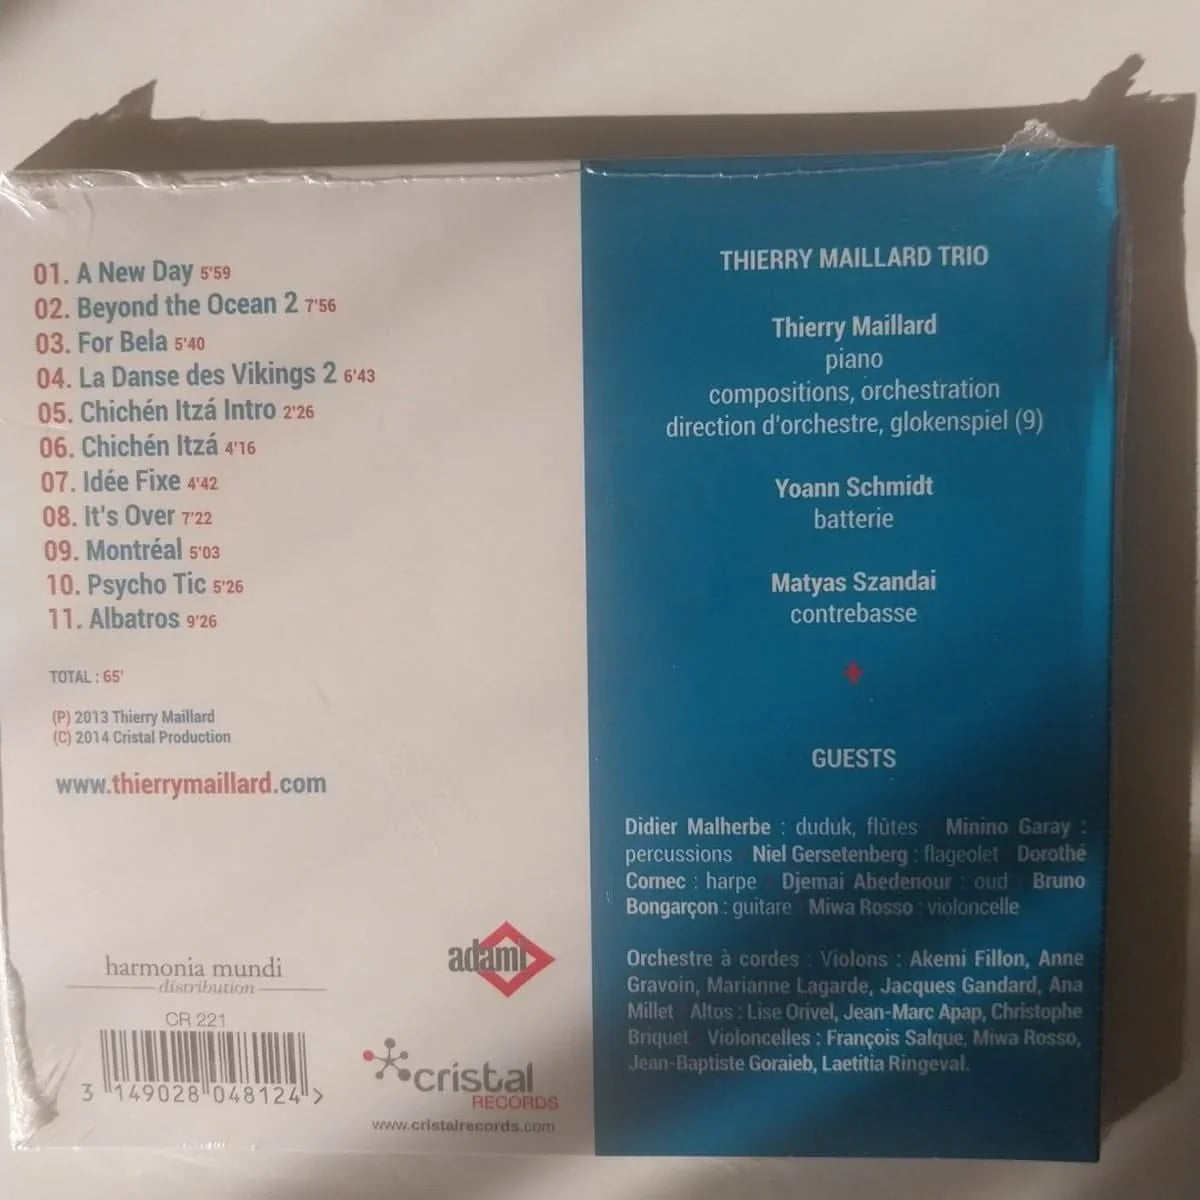 01. A New Day 5'59
02. Beyond the Ocean 2 7'56
03. For Bela 5'40
04. La Danse des Vikings 2 6'43
05. Chichén Itzá Intro 2'26
06. Chichén Itzá 4'16
07. Idée Fixe 4'42
08. It's Over 7'22
09. Montréal 5'03
10. Psycho Tic 5'26
11. Albatros 9'26
TOTAL : 65'
(P) 2013 Thierry Maillard
(C) 2014 Cristal Production
www.thierrymaillard.com
harmonia mundi
distribution
CR 221
3 149028 048124 >
adami
cristal
RECORDS
www.cristalrecords.com
THIERRY MAILLARD TRIO
Thierry Maillard
piano
compositions, orchestration
direction d'orchestre, glokenspiel (9)
Yoann Schmidt
batterie
Matyas Szandai
contrebasse
+
GUESTS
Didier Malherbe : duduk, flûtes Minino Garay :
percussions Niel Gersetenberg : flageolet Dorothé
Cornec : harpe Djemai Abedenour : oud Bruno
Bongarçon : guitare Miwa Rosso : violoncelle
Orchestre à cordes : Violons : Akemi Fillon, Anne
Gravoin, Marianne Lagarde, Jacques Gandard, Ana
Millet Altos : Lise Orivel, Jean-Marc Apap, Christophe
Briquet Violoncelles : François Salque, Miwa Rosso,
Jean-Baptiste Goraieb, Laetitia Ringeval.